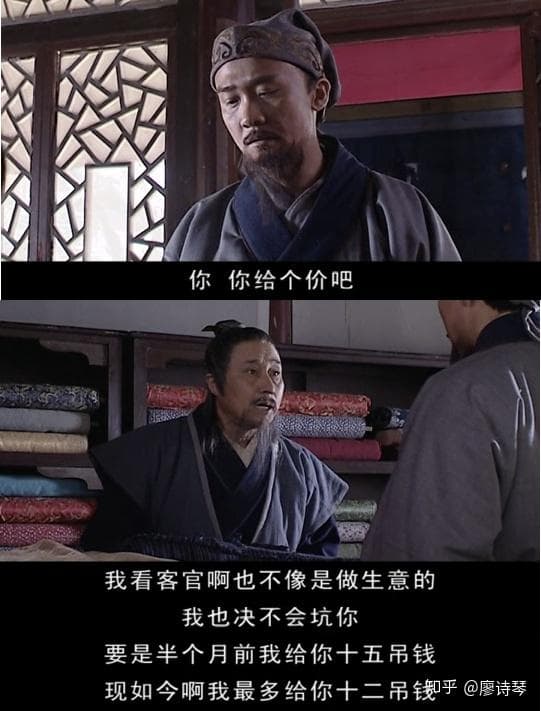 你 你给个价吧
我看客官啊也不像是做生意的
我也决不会坑你
要是半个月前我给你十五吊钱
现如今啊我最多给你十二吊钱
知乎 @廖诗琴